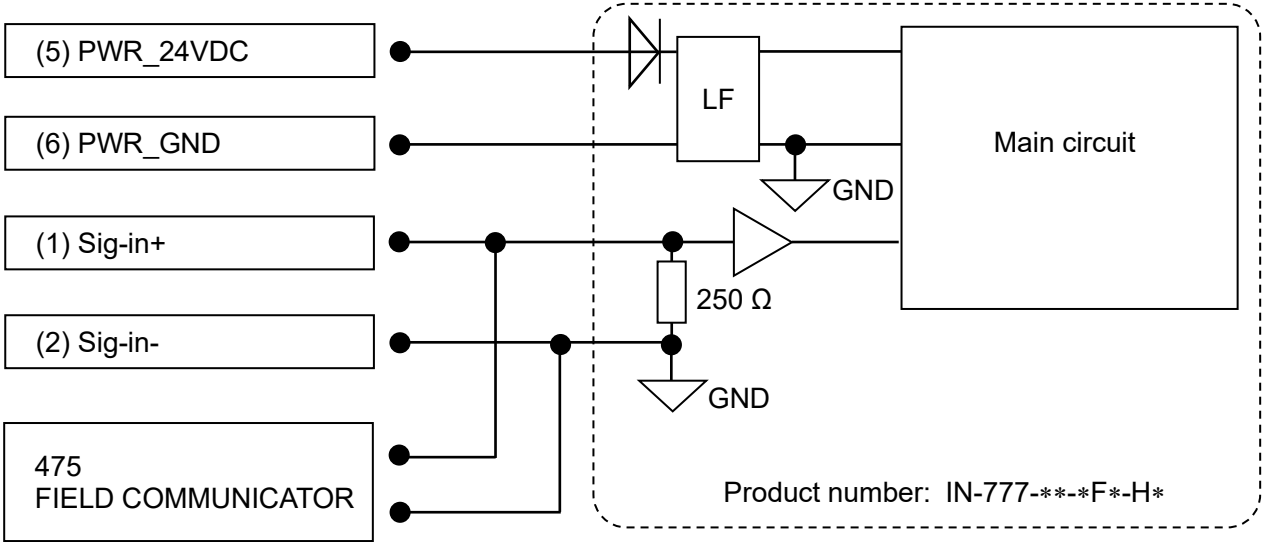 (5) PWR_24VDC
LF
Main circuit
(6) PWR_GND
GND
(1) Sig-in+
250 Ω
(2) Sig-in-
GND
475
FIELD COMMUNICATOR
Product number: IN-777-∗∗-∗F∗-H∗